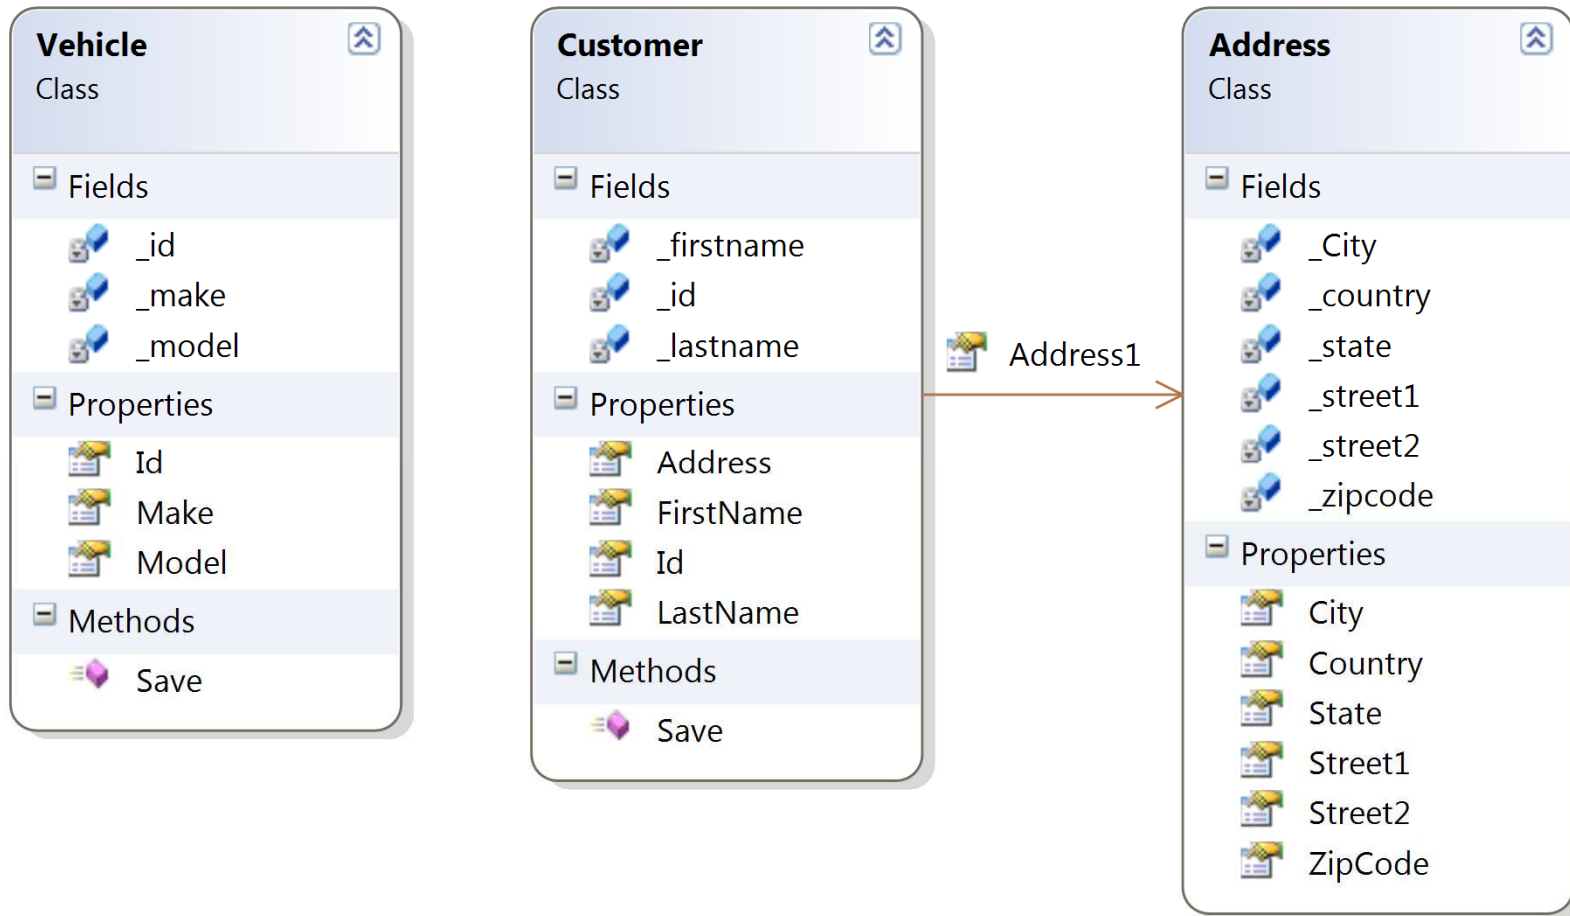 Vehicle
Class
Fields
_id
_make
_model
Properties
Id
Make
Model
Methods
Save
Customer
Class
Fields
_firstname
_id
_lastname
Properties
Address
FirstName
Id
LastName
Methods
Save
Address1
Address
Class
Fields
_City
_country
_state
_street1
_street2
_zipcode
Properties
City
Country
State
Street1
Street2
ZipCode